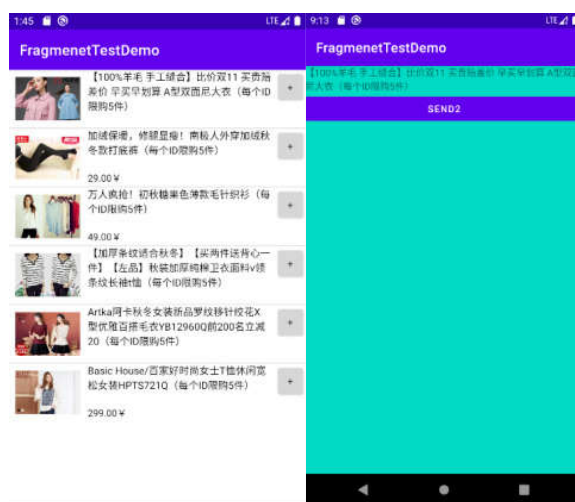 1:45
LTE
FragmenetTestDemo
【100%羊毛 手工缝合】比价双11 买贵赔
差价 早买早划算 A型双面尼大衣（每个ID
限购5件）
+
加绒保暖，修腿显瘦！南极人外穿加绒秋
冬款打底裤（每个ID限购5件）
29.00￥
+
万人疯抢！初秋糖果色薄款毛针织衫（每
个ID限购5件）
49.00￥
+
【加厚条纹适合秋冬】【买两件送背心一
件】【左品】秋装加厚纯棉卫衣面料v领
条纹长袖t恤（每个ID限购5件）
+
Artka阿卡秋冬女装新品罗纹移针绞花X
型优雅百搭毛衣YB12960Q前200名立减
20（每个ID限购5件）
+
Basic House/百家好时尚女士T恤休闲宽
松女装HPTS721Q（每个ID限购5件）
299.00￥
+
9:13
LTE
FragmenetTestDemo
【100%羊毛 手工缝合】比价双11 买贵赔差价 早买早划算 A型双面
尼大衣（每个ID限购5件）
SEND2